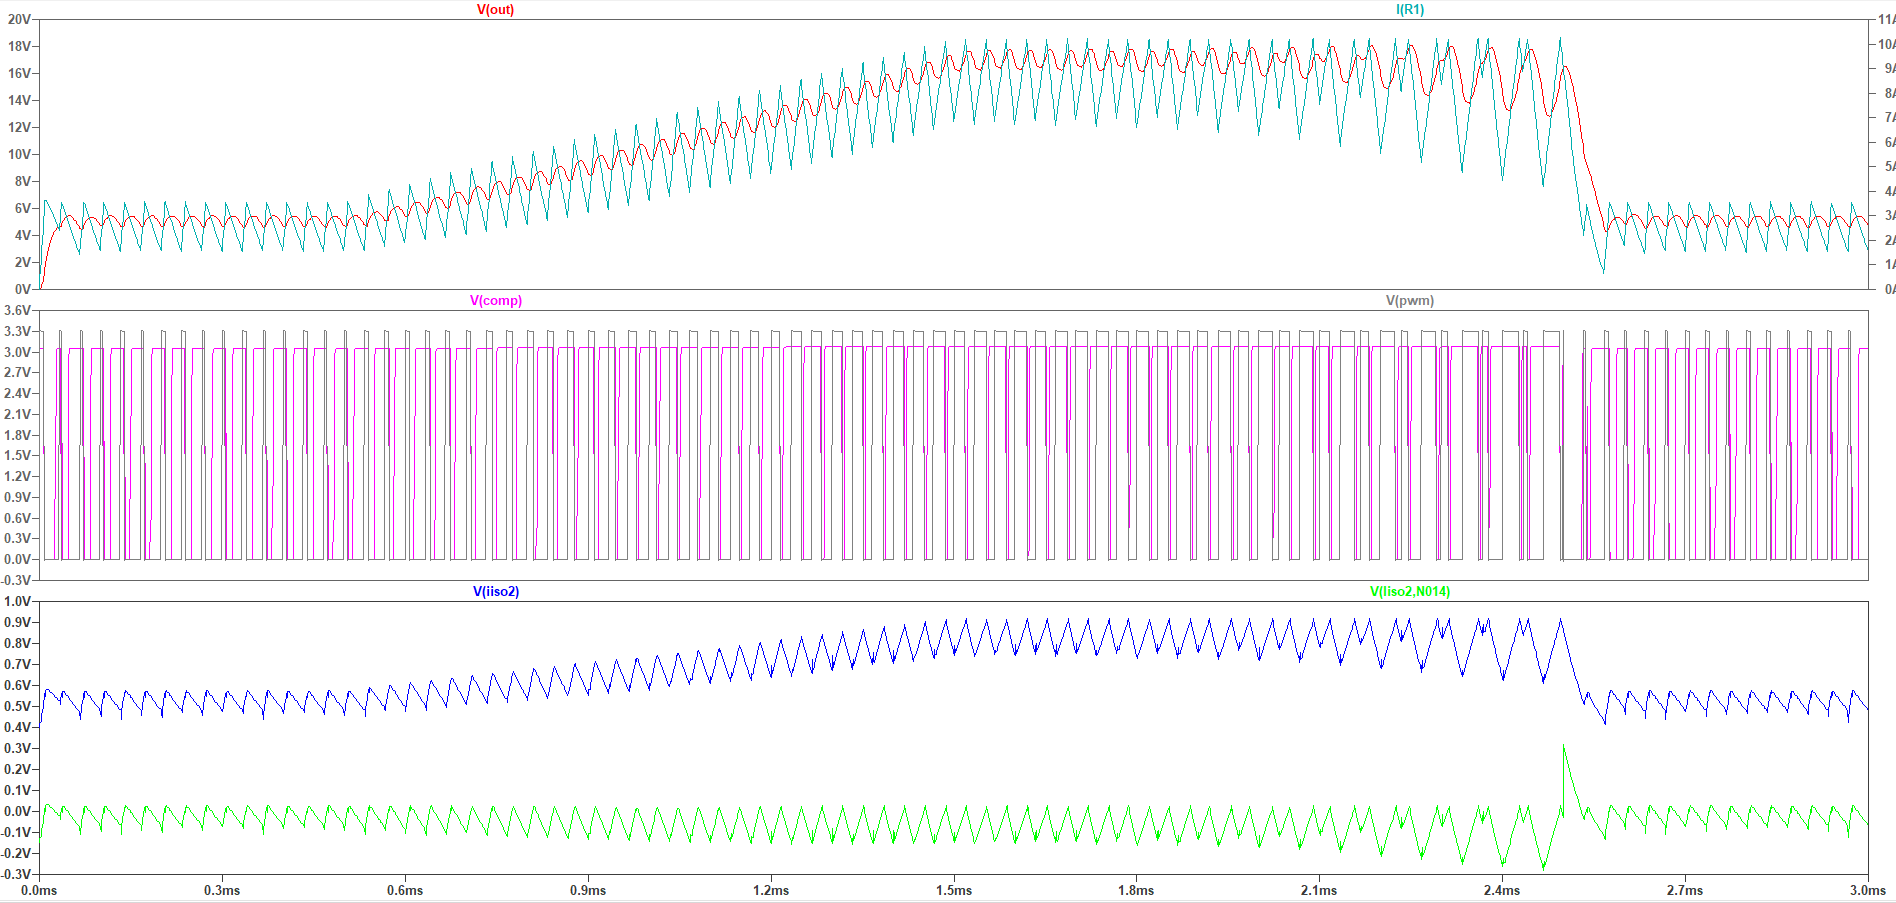 V(out) I(R1)
20V 11A
18V 10A
16V 9A
14V 8A
12V 7A
10V 6A
8V 5A
6V 4A
4V 3A
2V 2A
0V 1A
0A
V(comp) V(pwm)
3.6V
3.3V
3.0V
2.7V
2.4V
2.1V
1.8V
1.5V
1.2V
0.9V
0.6V
0.3V
0.0V
-0.3V
V(iiso2) V(Iiso2,N014)
1.0V
0.9V
0.8V
0.7V
0.6V
0.5V
0.4V
0.3V
0.2V
0.1V
0.0V
-0.1V
-0.2V
-0.3V
0.0ms 0.3ms 0.6ms 0.9ms 1.2ms 1.5ms 1.8ms 2.1ms 2.4ms 2.7ms 3.0ms